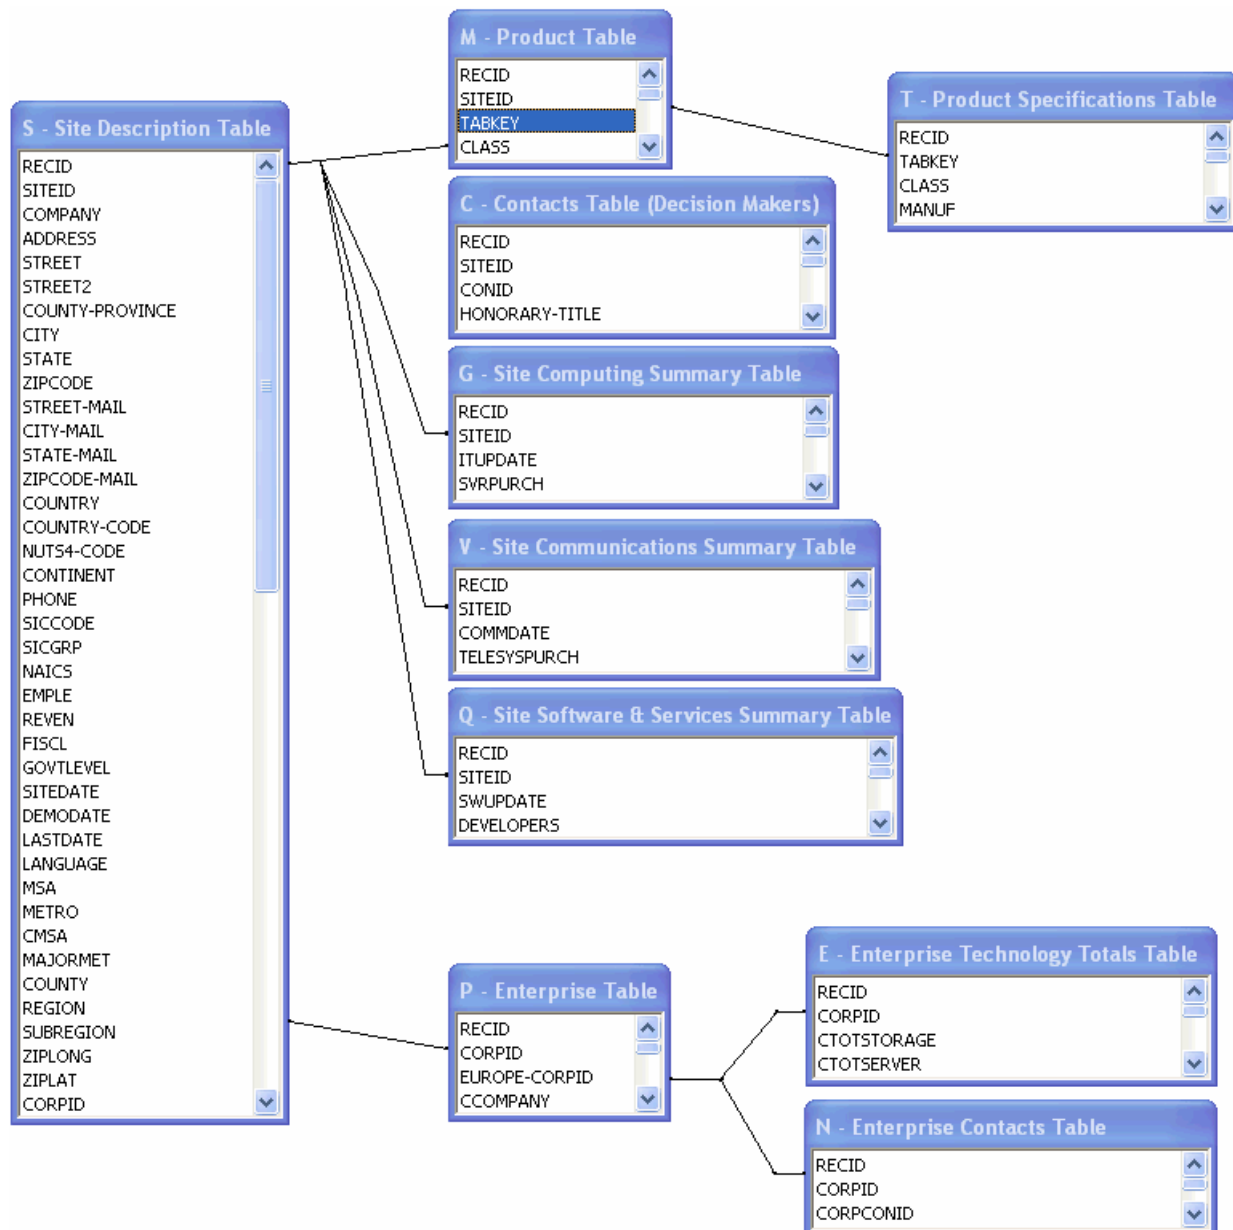 S - Site Description Table
RECID
SITEID
COMPANY
ADDRESS
STREET
STREET2
COUNTY-PROVINCE
CITY
STATE
ZIPCODE
STREET-MAIL
CITY-MAIL
STATE-MAIL
ZIPCODE-MAIL
COUNTRY
COUNTRY-CODE
NUTS4-CODE
CONTINENT
PHONE
SICCODE
SICGRP
NAICS
EMPLE
REVEN
FISCL
GOVTLEVEL
SITEDATE
DEMODATE
LASTDATE
LANGUAGE
MSA
METRO
CMSA
MAJORMET
COUNTY
REGION
SUBREGION
ZIPLONG
ZIPLAT
CORPID
M - Product Table
RECID
SITEID
TABKEY
CLASS
T - Product Specifications Table
RECID
TABKEY
CLASS
MANUF
C - Contacts Table (Decision Makers)
RECID
SITEID
CONID
HONORARY-TITLE
G - Site Computing Summary Table
RECID
SITEID
ITUPDATE
SVRPURCH
V - Site Communications Summary Table
RECID
SITEID
COMMDATE
TELESYSPURCH
Q - Site Software & Services Summary Table
RECID
SITEID
SWUPDATE
DEVELOPERS
P - Enterprise Table
RECID
CORPID
EUROPE-CORPID
CCOMPANY
E - Enterprise Technology Totals Table
RECID
CORPID
CTOTSTORAGE
CTOTSERVER
N - Enterprise Contacts Table
RECID
CORPID
CORPCONID